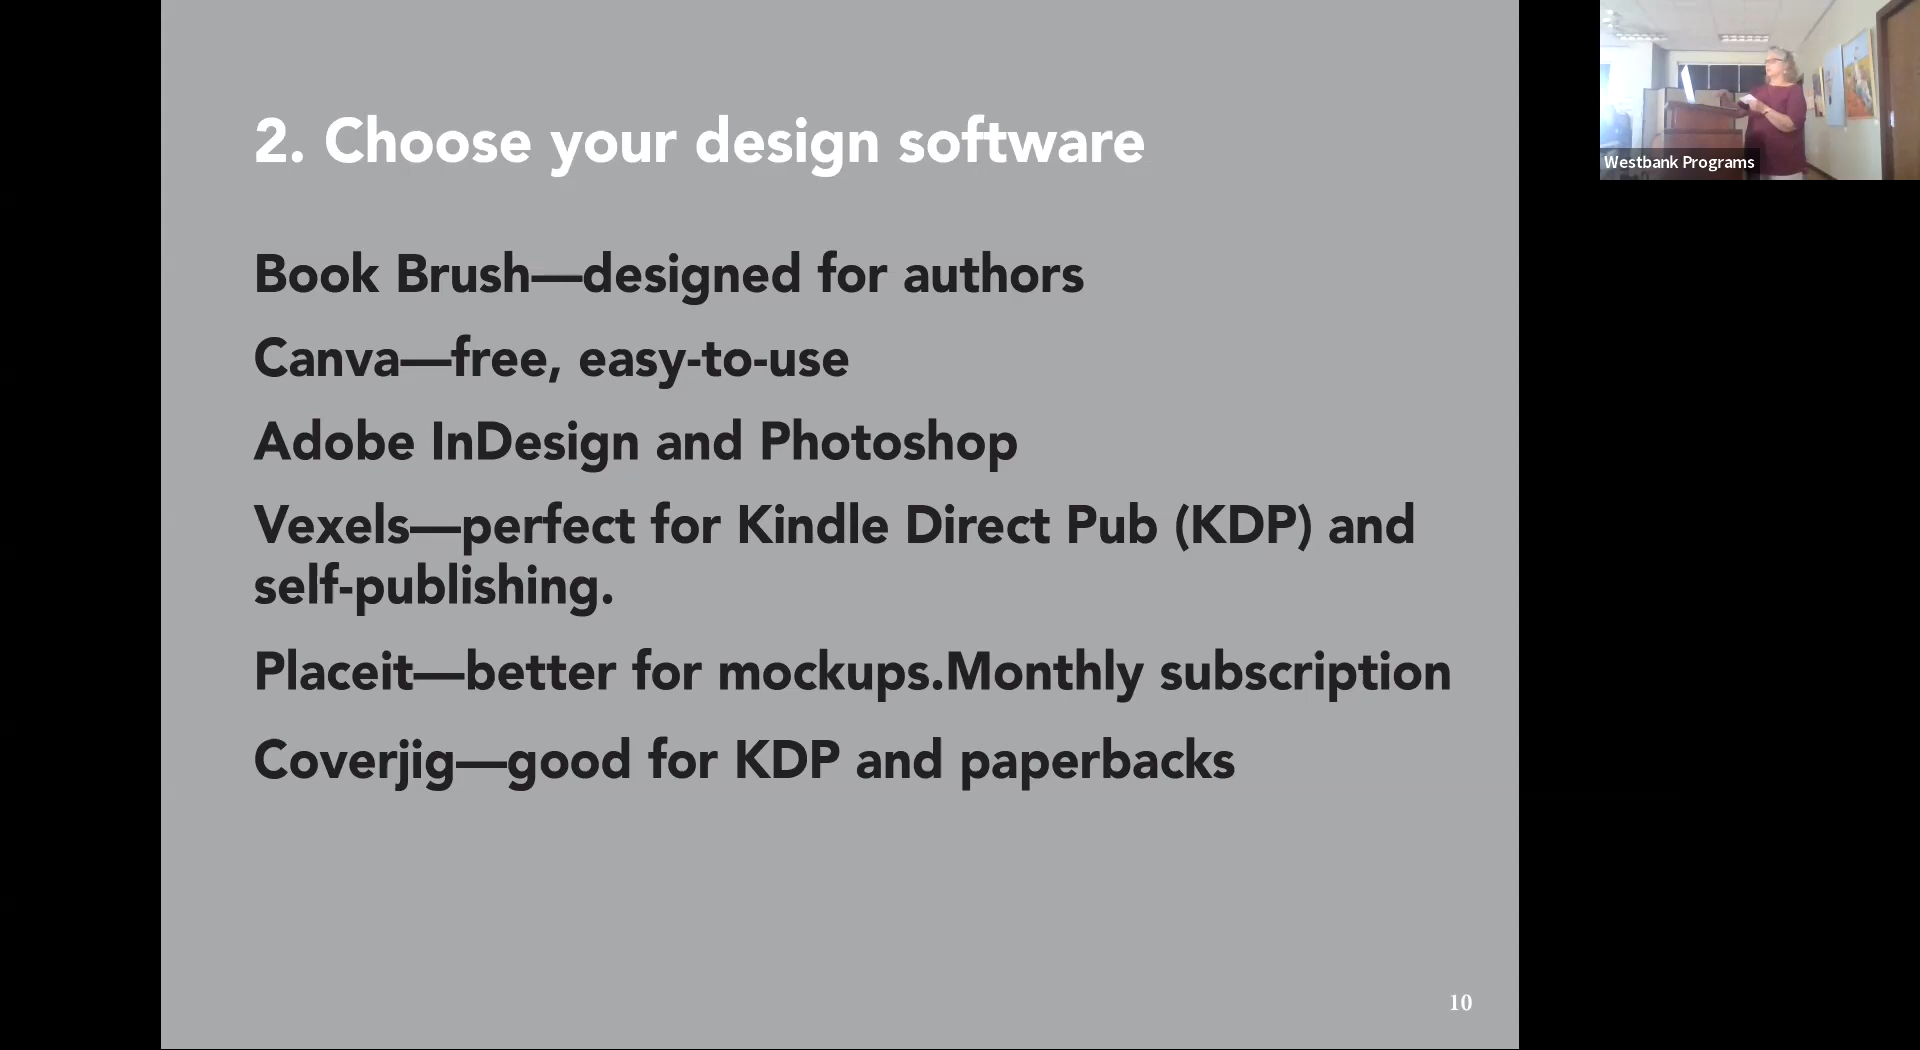 2. Choose your design software
Book Brush—designed for authors
Canva—free, easy-to-use
Adobe InDesign and Photoshop
Vexels—perfect for Kindle Direct Pub (KDP) and
self-publishing.
Placeit—better for mockups.Monthly subscription
Coverjig—good for KDP and paperbacks
10
Westbank Programs